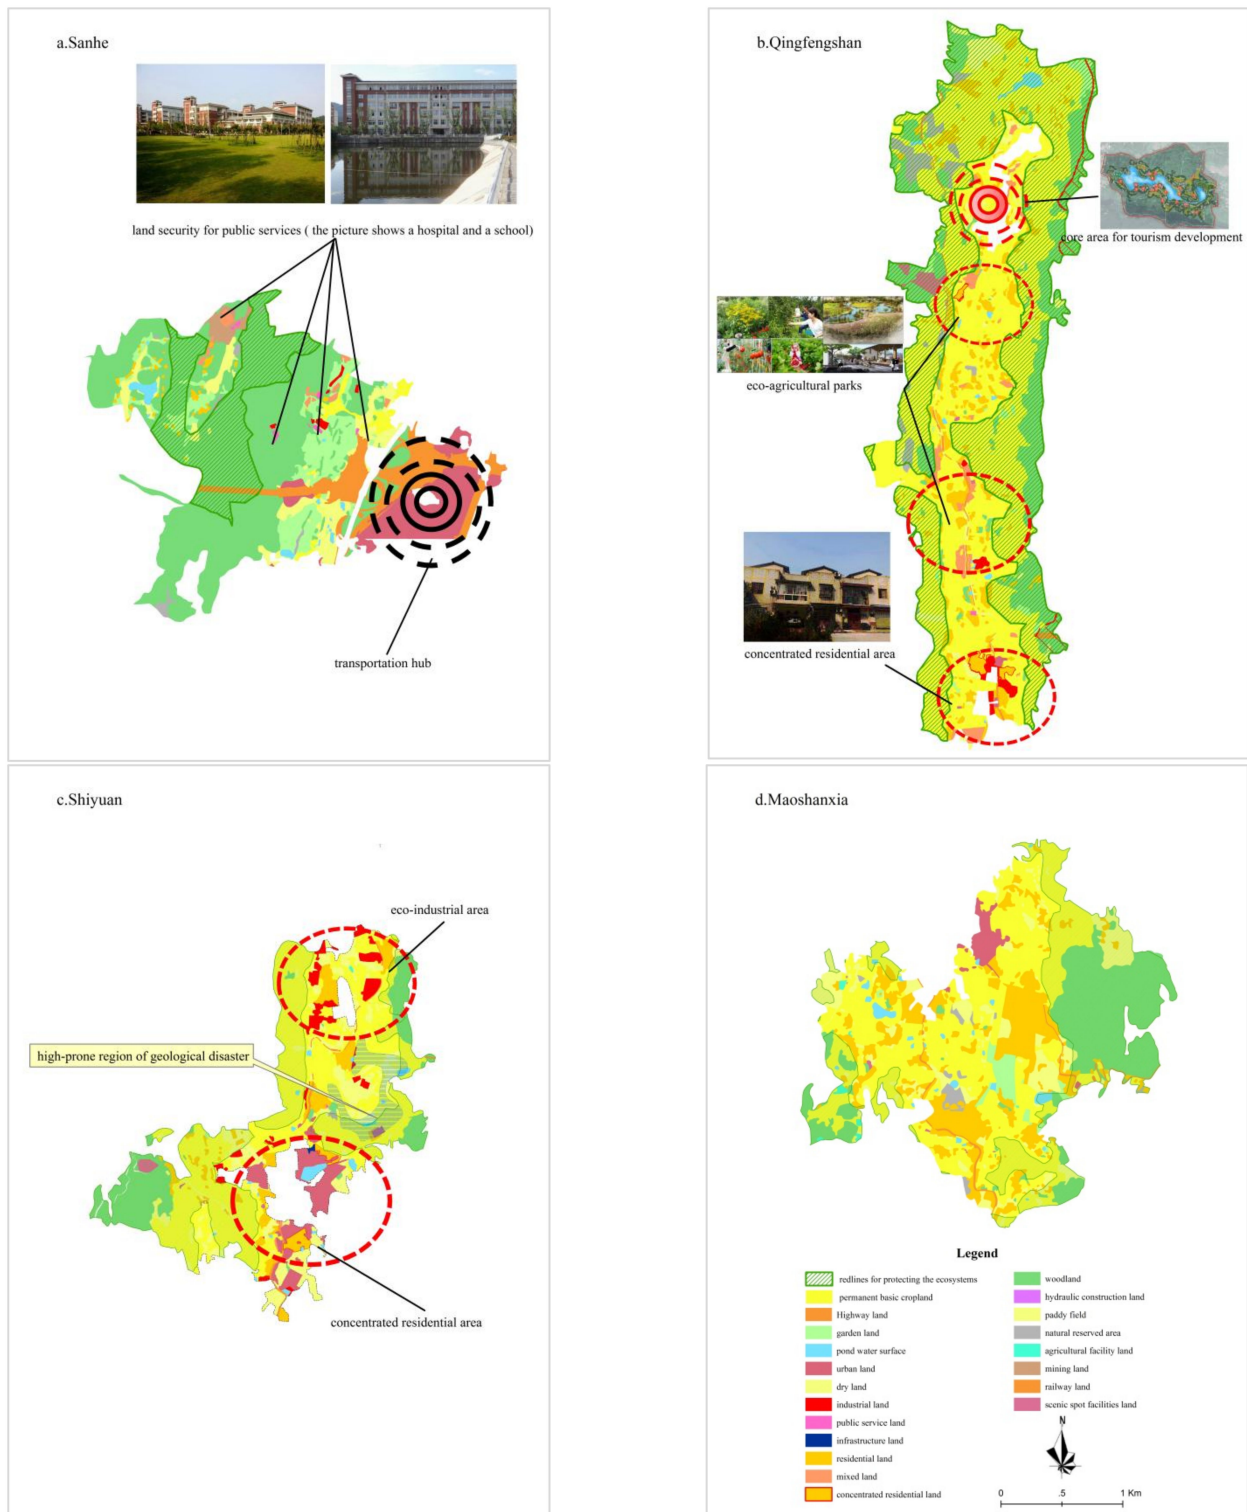 a.Sanhe
land security for public services ( the picture shows a hospital and a school)
transportation hub
b.Qingfengshan
core area for tourism development
eco-agricultural parks
concentrated residential area
c.Shiyuan
eco-industrial area
high-prone region of geological disaster
concentrated residential area
d.Maoshanxia
Legend
redlines for protecting the ecosystems
permanent basic cropland
Highway land
garden land
pond water surface
urban land
dry land
industrial land
public service land
infrastructure land
residential land
mixed land
concentrated residential land
woodland
hydraulic construction land
paddy field
natural reserved area
agricultural facility land
mining land
railway land
scenic spot facilities land
N
0 .5 1 Km